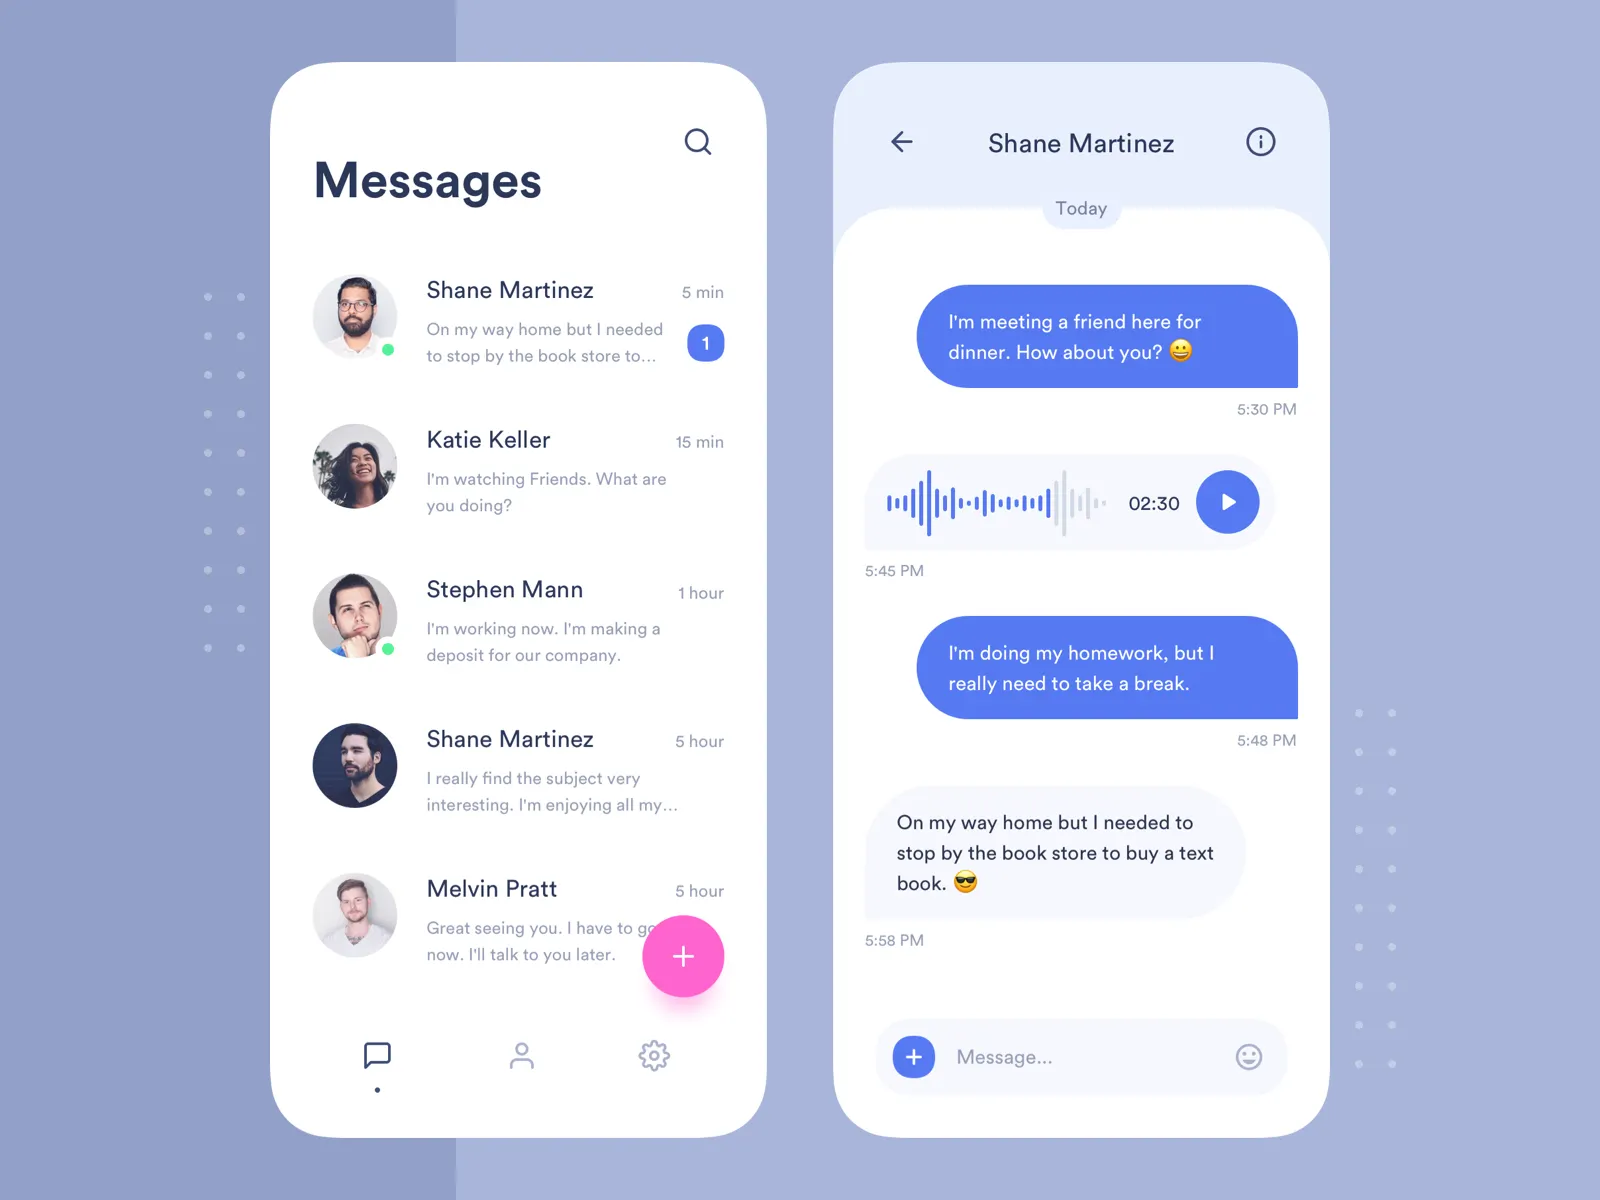 Messages
Shane Martinez
5 min
On my way home but I needed
to stop by the book store to...
1
Katie Keller
15 min
I'm watching Friends. What are
you doing?
Stephen Mann
1 hour
I'm working now. I'm making a
deposit for our company.
Shane Martinez
5 hour
I really find the subject very
interesting. I'm enjoying all my...
Melvin Pratt
5 hour
Great seeing you. I have to go
now. I'll talk to you later.
Shane Martinez
Today
I'm meeting a friend here for
dinner. How about you? 😀
5:30 PM
02:30
5:45 PM
I'm doing my homework, but I
really need to take a break.
5:48 PM
On my way home but I needed to
stop by the book store to buy a text
book. 😎
5:58 PM
Message...